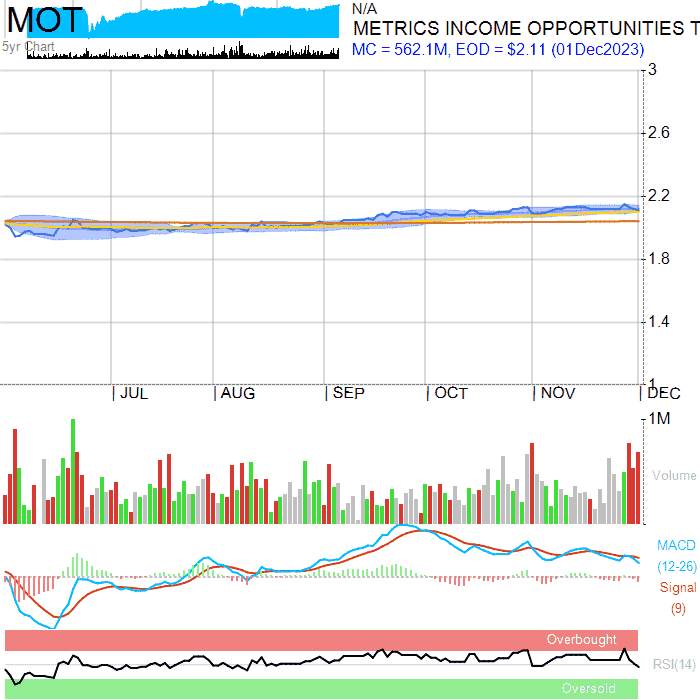 MOT
N/A
METRICS INCOME OPPORTUNITIES T
5yr Chart
MC = 562.1M, EOD = $2.11 (01Dec2023)
3
2.6
2.2
1.8
1.4
1
JUL
AUG
SEP
OCT
NOV
DEC
1M
Volume
MACD
(12-26)
Signal
(9)
Overbought
RSI(14)
Oversold